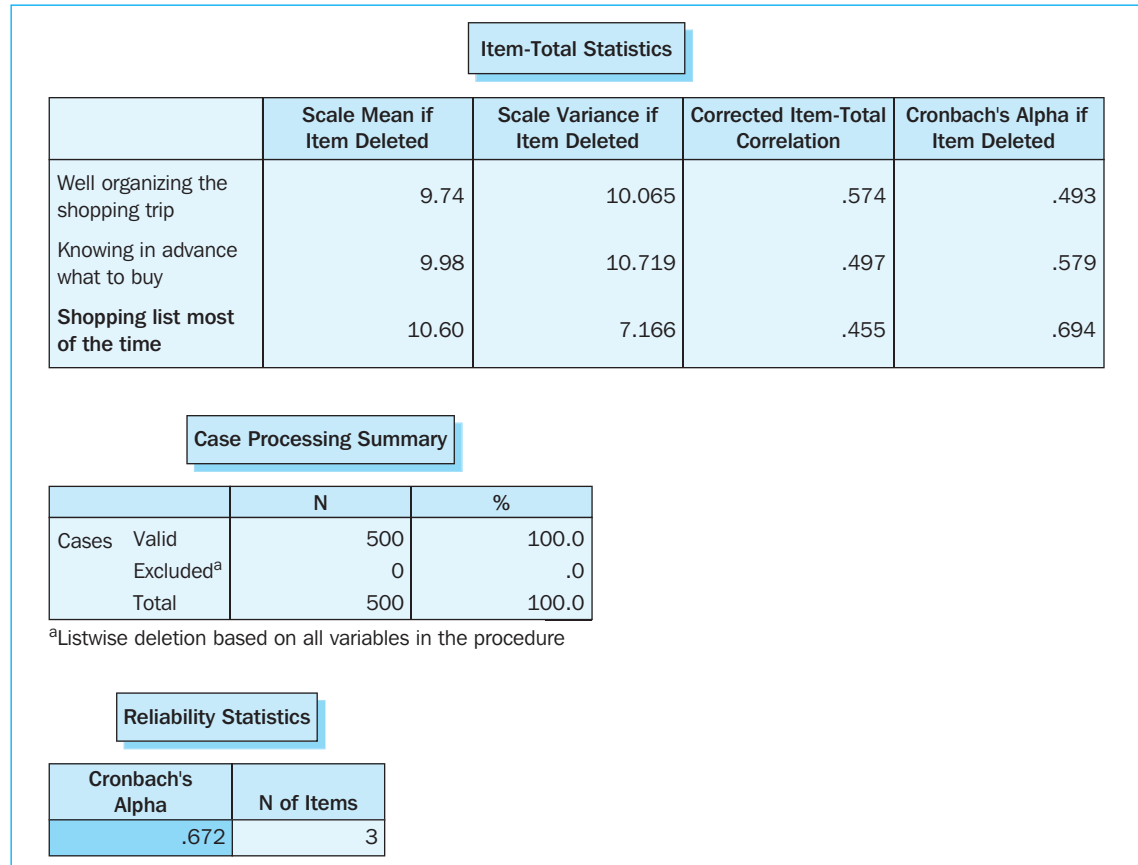 Item-Total Statistics
Scale Mean if Item Deleted | Scale Variance if Item Deleted | Corrected Item-Total Correlation | Cronbach's Alpha if Item Deleted
Well organizing the shopping trip | 9.74 | 10.065 | .574 | .493
Knowing in advance what to buy | 9.98 | 10.719 | .497 | .579
Shopping list most of the time | 10.60 | 7.166 | .455 | .694
Case Processing Summary
N | %
Cases Valid | 500 | 100.0
Excludedᵃ | 0 | .0
Total | 500 | 100.0
ᵃListwise deletion based on all variables in the procedure
Reliability Statistics
Cronbach's Alpha | N of Items
.672 | 3